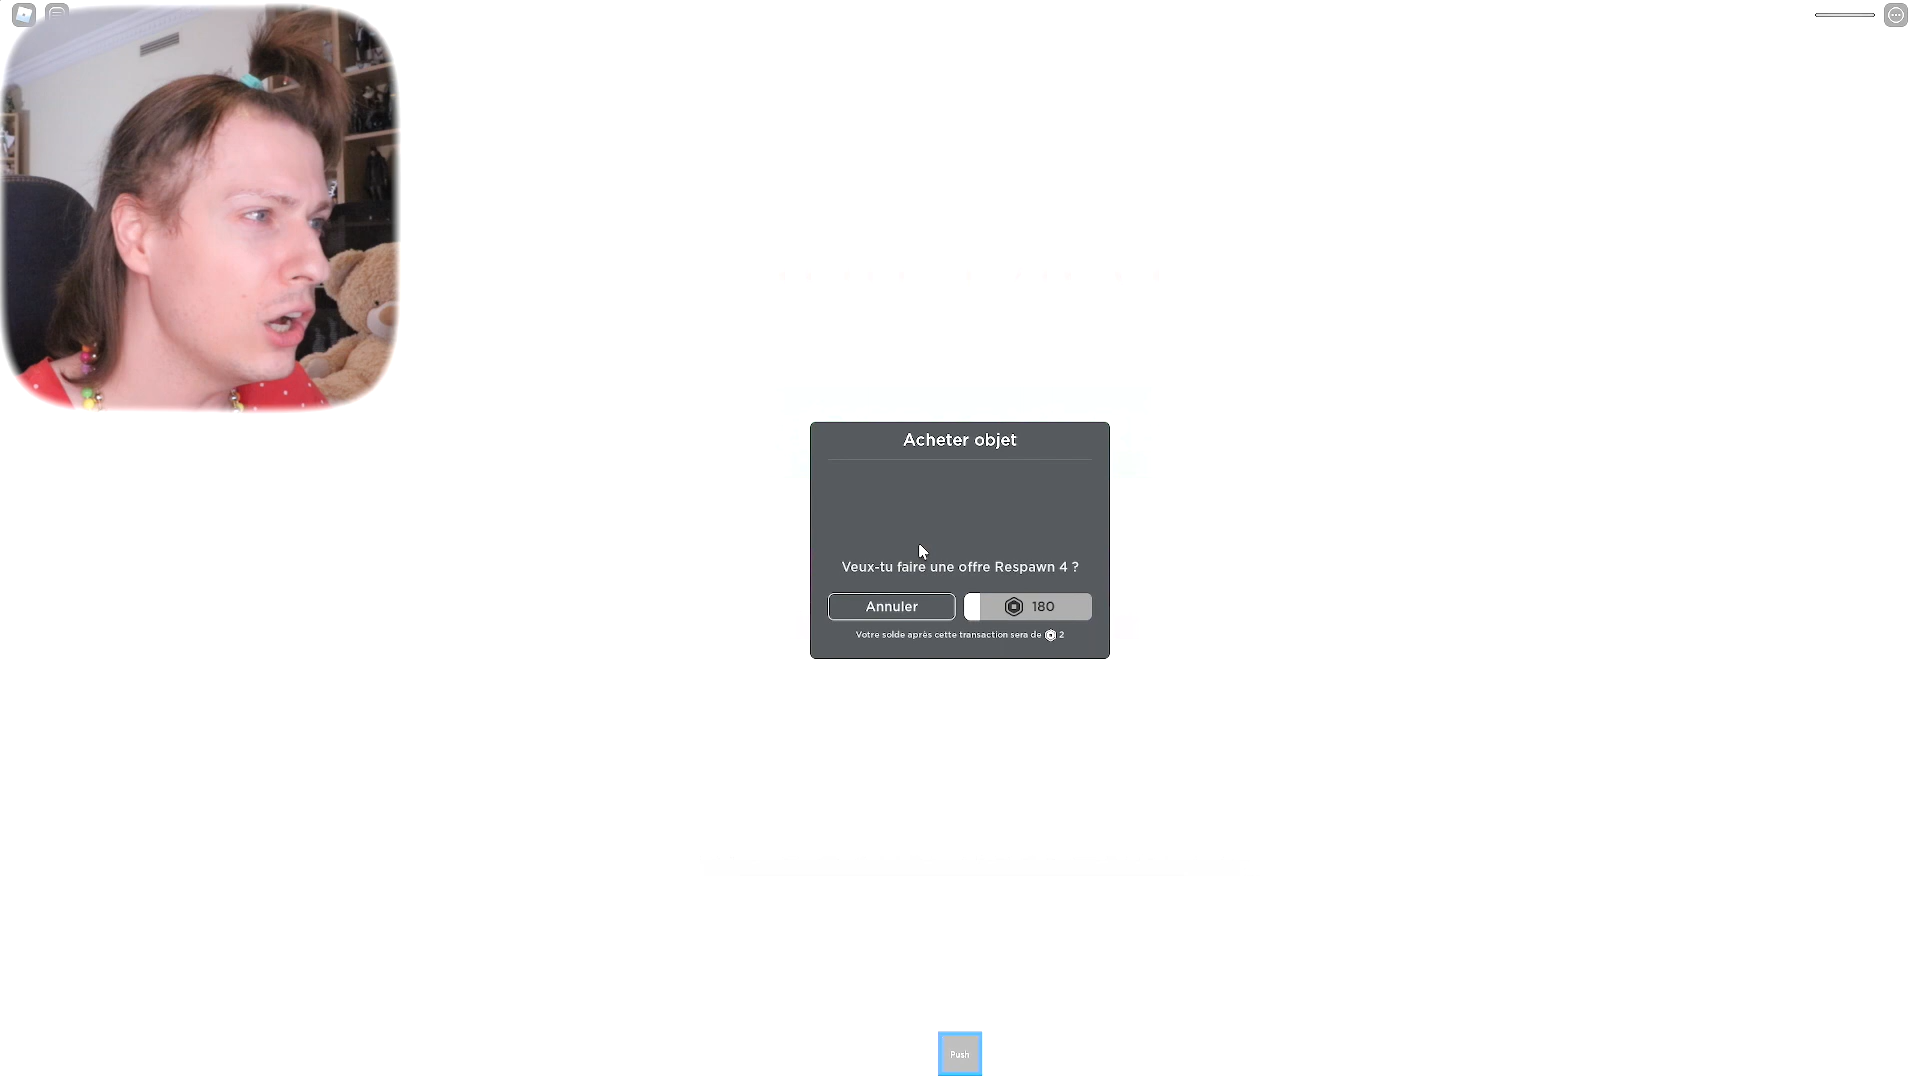 Acheter objet
Veux-tu faire une offre Respawn 4 ?
Annuler
180
Votre solde après cette transaction sera de 2
Push